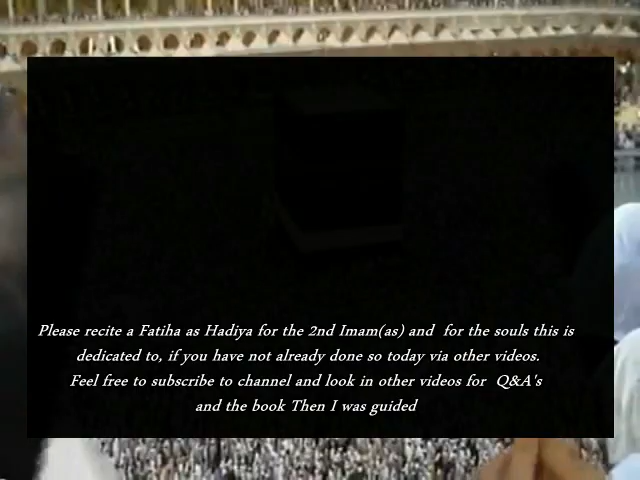 Please recite a Fatiha as Hadiya for the 2nd Imam(as) and for the souls this is
dedicated to, if you have not already done so today via other videos.
Feel free to subscribe to channel and look in other videos for Q&A's
and the book Then I was guided